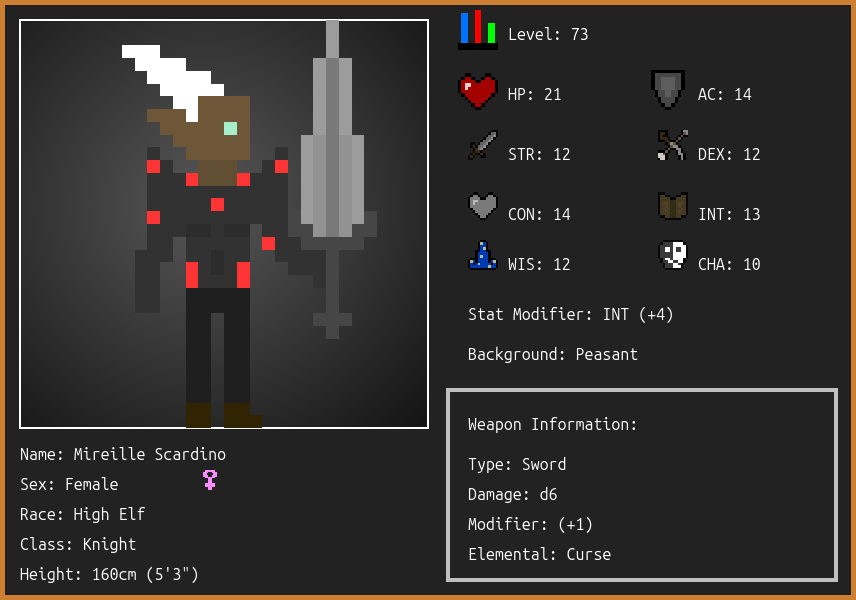 Level: 73
HP: 21
AC: 14
STR: 12
DEX: 12
CON: 14
INT: 13
WIS: 12
CHA: 10
Stat Modifier: INT (+4)
Background: Peasant
Weapon Information:
Type: Sword
Damage: d6
Modifier: (+1)
Elemental: Curse
Name: Mireille Scardino
Sex: Female
Race: High Elf
Class: Knight
Height: 160cm (5'3")